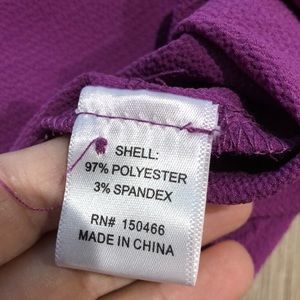 SHELL:
97% POLYESTER
3% SPANDEX
RN# 150466
MADE IN CHINA